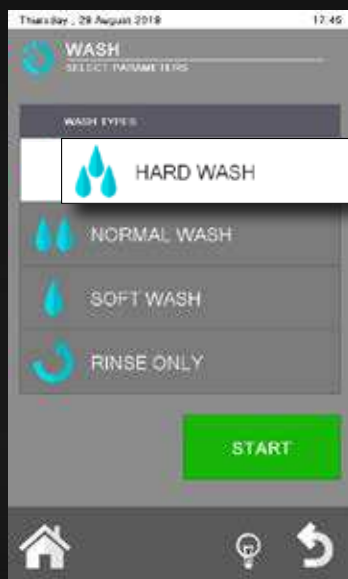 Thursday , 29 August 2019 17.45
WASH
SELECT PARAMETERS
WASH TYPES
HARD WASH
NORMAL WASH
SOFT WASH
RINSE ONLY
START